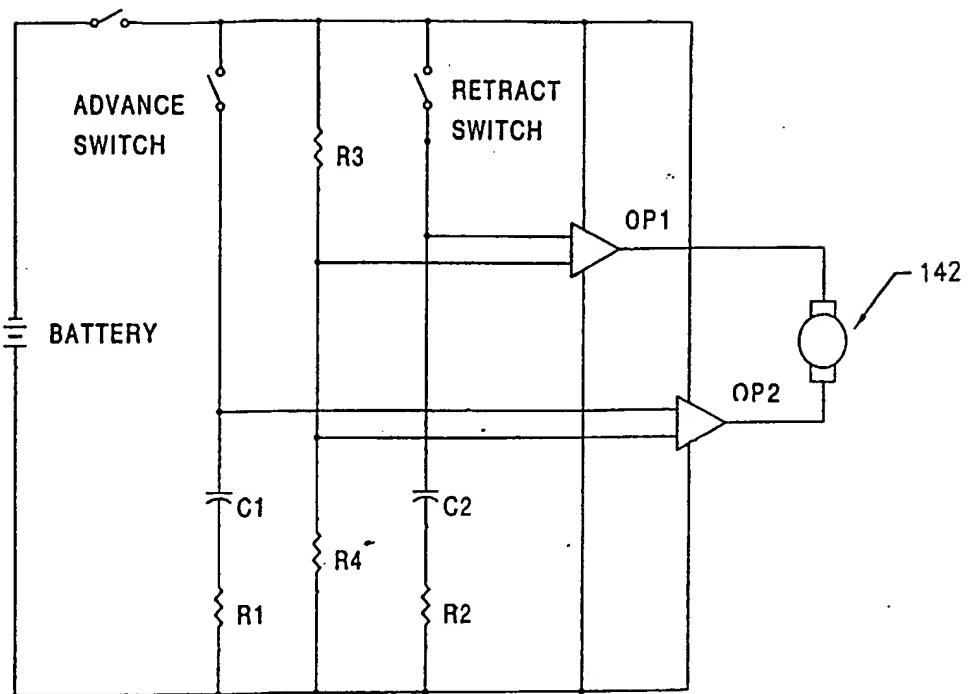 ADVANCE
SWITCH
RETRACT
SWITCH
R3
OP1
142
BATTERY
OP2
C1
C2
R4
R1
R2